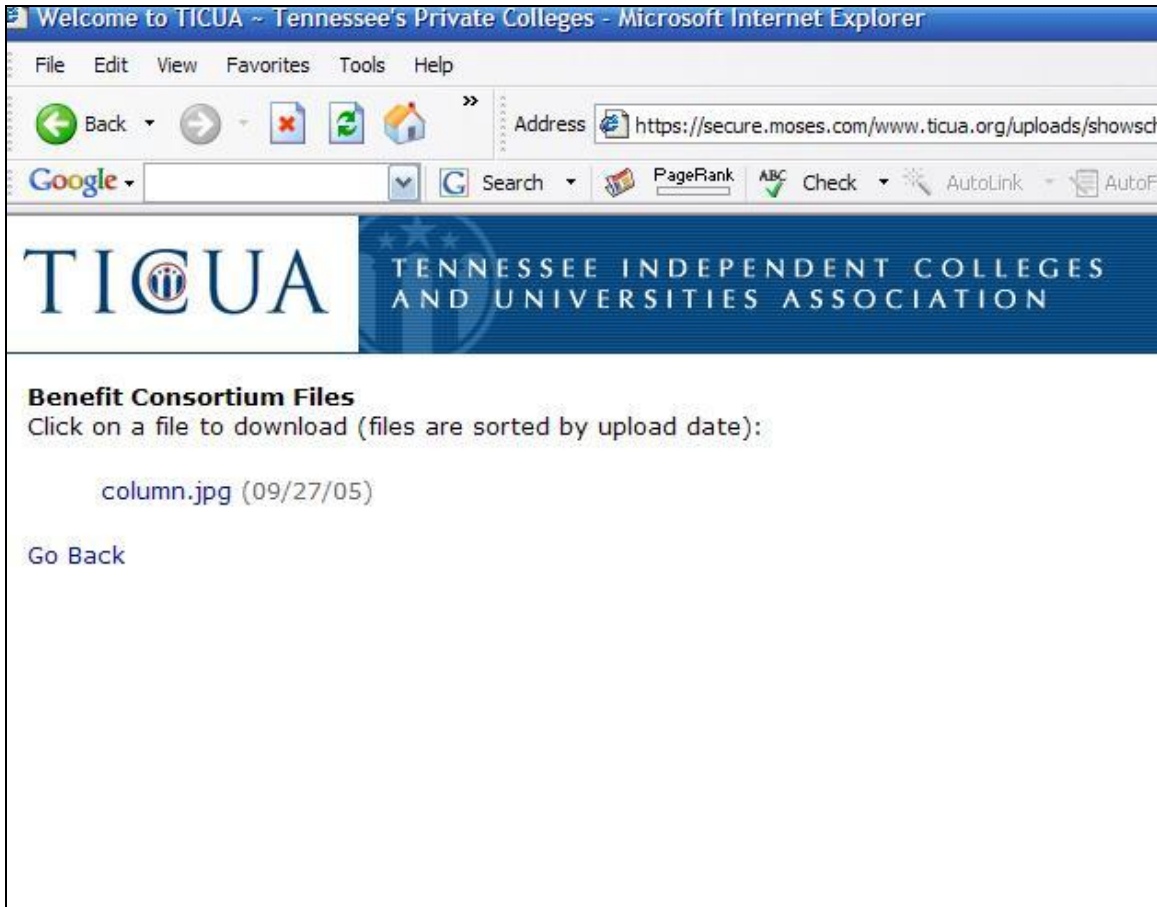 Welcome to TICUA ~ Tennessee's Private Colleges - Microsoft Internet Explorer
File Edit View Favorites Tools Help
Back » Address https://secure.moses.com/www.ticua.org/uploads/showsch
Google Search PageRank ABC Check AutoLink AutoF
TICUA TENNESSEE INDEPENDENT COLLEGES
AND UNIVERSITIES ASSOCIATION
Benefit Consortium Files
Click on a file to download (files are sorted by upload date):
column.jpg (09/27/05)
Go Back